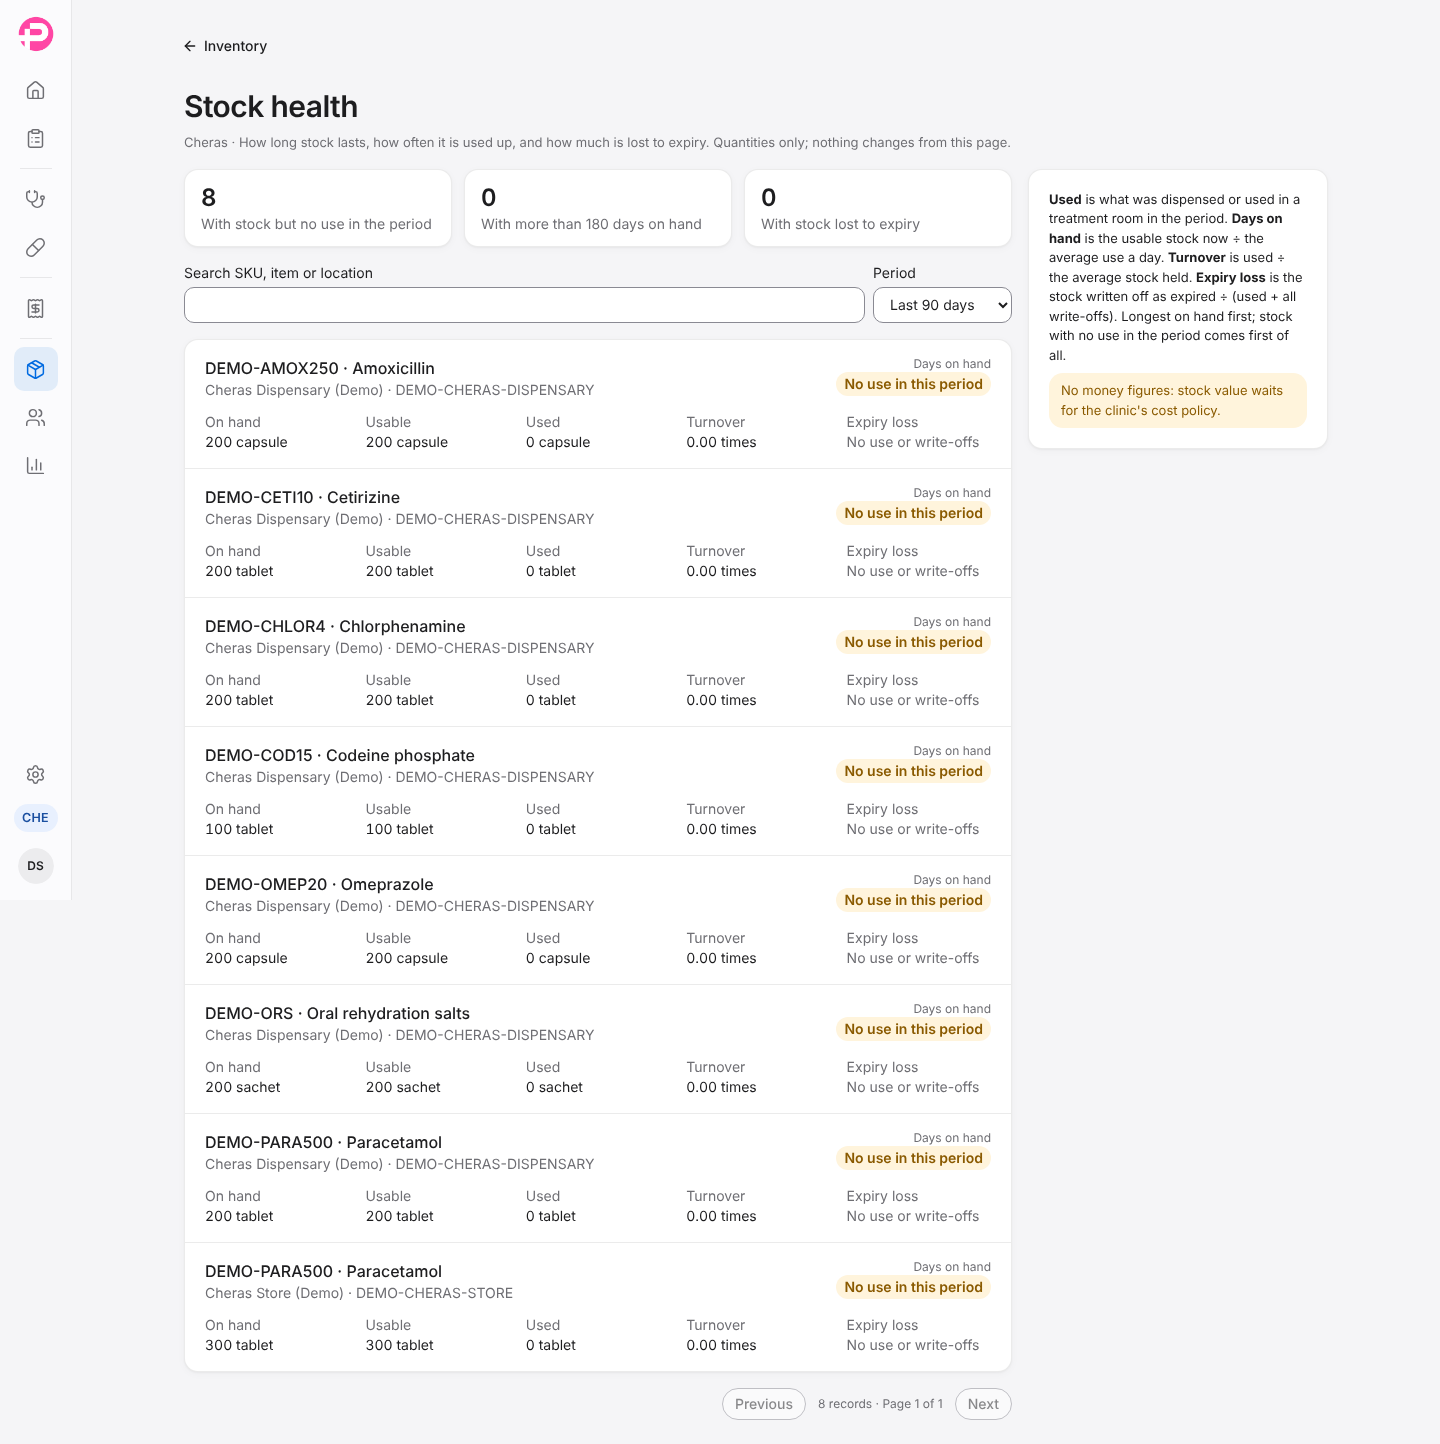 Inventory
Stock health
Cheras · How long stock lasts, how often it is used up, and how much is lost to expiry. Quantities only; nothing changes from this page.
8
With stock but no use in the period
0
With more than 180 days on hand
0
With stock lost to expiry
Search SKU, item or location
Period
Last 90 days
DEMO-AMOX250 · Amoxicillin
Cheras Dispensary (Demo) · DEMO-CHERAS-DISPENSARY
Days on hand
No use in this period
On hand Usable Used Turnover Expiry loss
200 capsule 200 capsule 0 capsule 0.00 times No use or write-offs
DEMO-CETI10 · Cetirizine
Cheras Dispensary (Demo) · DEMO-CHERAS-DISPENSARY
Days on hand
No use in this period
On hand Usable Used Turnover Expiry loss
200 tablet 200 tablet 0 tablet 0.00 times No use or write-offs
DEMO-CHLOR4 · Chlorphenamine
Cheras Dispensary (Demo) · DEMO-CHERAS-DISPENSARY
Days on hand
No use in this period
On hand Usable Used Turnover Expiry loss
200 tablet 200 tablet 0 tablet 0.00 times No use or write-offs
DEMO-COD15 · Codeine phosphate
Cheras Dispensary (Demo) · DEMO-CHERAS-DISPENSARY
Days on hand
No use in this period
On hand Usable Used Turnover Expiry loss
100 tablet 100 tablet 0 tablet 0.00 times No use or write-offs
DEMO-OMEP20 · Omeprazole
Cheras Dispensary (Demo) · DEMO-CHERAS-DISPENSARY
Days on hand
No use in this period
On hand Usable Used Turnover Expiry loss
200 capsule 200 capsule 0 capsule 0.00 times No use or write-offs
DEMO-ORS · Oral rehydration salts
Cheras Dispensary (Demo) · DEMO-CHERAS-DISPENSARY
Days on hand
No use in this period
On hand Usable Used Turnover Expiry loss
200 sachet 200 sachet 0 sachet 0.00 times No use or write-offs
DEMO-PARA500 · Paracetamol
Cheras Dispensary (Demo) · DEMO-CHERAS-DISPENSARY
Days on hand
No use in this period
On hand Usable Used Turnover Expiry loss
200 tablet 200 tablet 0 tablet 0.00 times No use or write-offs
DEMO-PARA500 · Paracetamol
Cheras Store (Demo) · DEMO-CHERAS-STORE
Days on hand
No use in this period
On hand Usable Used Turnover Expiry loss
300 tablet 300 tablet 0 tablet 0.00 times No use or write-offs
Previous 8 records · Page 1 of 1 Next
Used is what was dispensed or used in a
treatment room in the period. Days on
hand is the usable stock now ÷ the
average use a day. Turnover is used ÷
the average stock held. Expiry loss is the
stock written off as expired ÷ (used + all
write-offs). Longest on hand first; stock
with no use in the period comes first of
all.
No money figures: stock value waits
for the clinic's cost policy.
CHE
DS